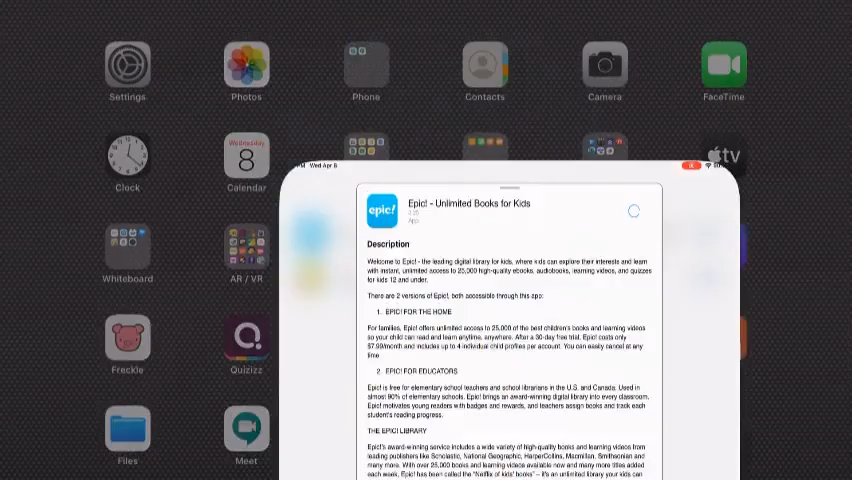 Settings
Photos
Phone
Contacts
Camera
FaceTime
Clock
Wednesday
8
Calendar
tv
Wed Apr 8
epic!
Epic! - Unlimited Books for Kids
App
Description
Welcome to Epic! - the leading digital library for kids, where kids can explore their interests and learn
with instant, unlimited access to 25,000 high-quality ebooks, audiobooks, learning videos, and quizzes
for kids 12 and under.
There are 2 versions of Epic!, both accessible through this app:
1. EPIC! FOR THE HOME
For families, Epic! offers unlimited access to 25,000 of the best children's books and learning videos
so your child can read and learn anytime, anywhere. After a 30-day free trial, Epic! costs only
$7.99/month and includes up to 4 individual child profiles per account. You can easily cancel at any
time
2. EPIC! FOR EDUCATORS
Epic! is free for elementary school teachers and school librarians in the U.S. and Canada. Used in
almost 90% of elementary schools, Epic! brings an award-winning digital library into every classroom.
Epic! motivates young readers with badges and rewards, and teachers assign books and track each
student's reading progress.
THE EPIC! LIBRARY
Epic!'s award-winning service includes a wide variety of high-quality books and learning videos from
leading publishers like Scholastic, National Geographic, HarperCollins, Macmillan, Smithsonian and
many more. With over 25,000 books and learning videos available now and many more titles added
each week, Epic! has been called the "Netflix of kids' books" – it's an unlimited library your kids can
Whiteboard
AR / VR
Freckle
Quizizz
Files
Meet